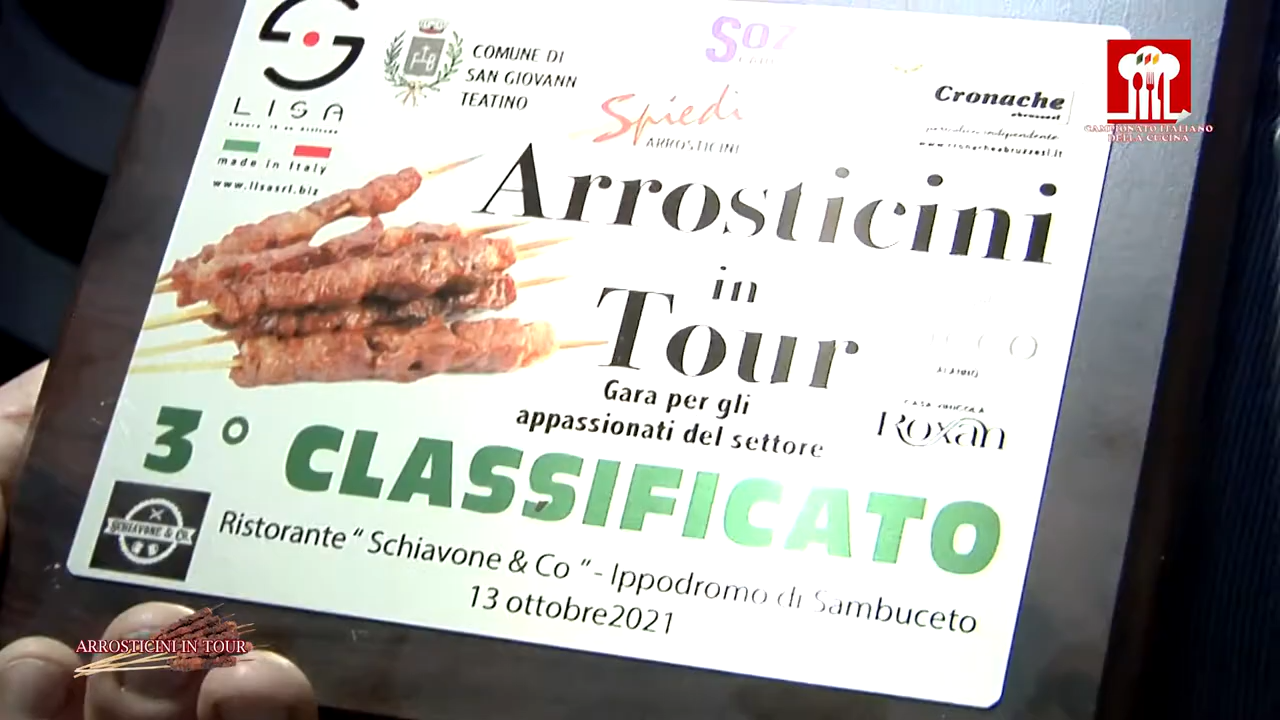 LISA
made in Italy
www.lisasrl.biz
COMUNE DI
SAN GIOVANN
TEATINO
Spiedi
ARROSTICINI
Cronache
www.cronacheabruzzesi.it
CAMPIONATO ITALIANO
DELLA CUCINA
Arrosticini
in
Tour
Gara per gli
appassionati del settore
CASA VINICOLA
Roxan
3° CLASSIFICATO
SCHIAVONE & CO.
Ristorante “ Schiavone & Co ” - Ippodromo di Sambuceto
13 ottobre2021
ARROSTICINI IN TOUR